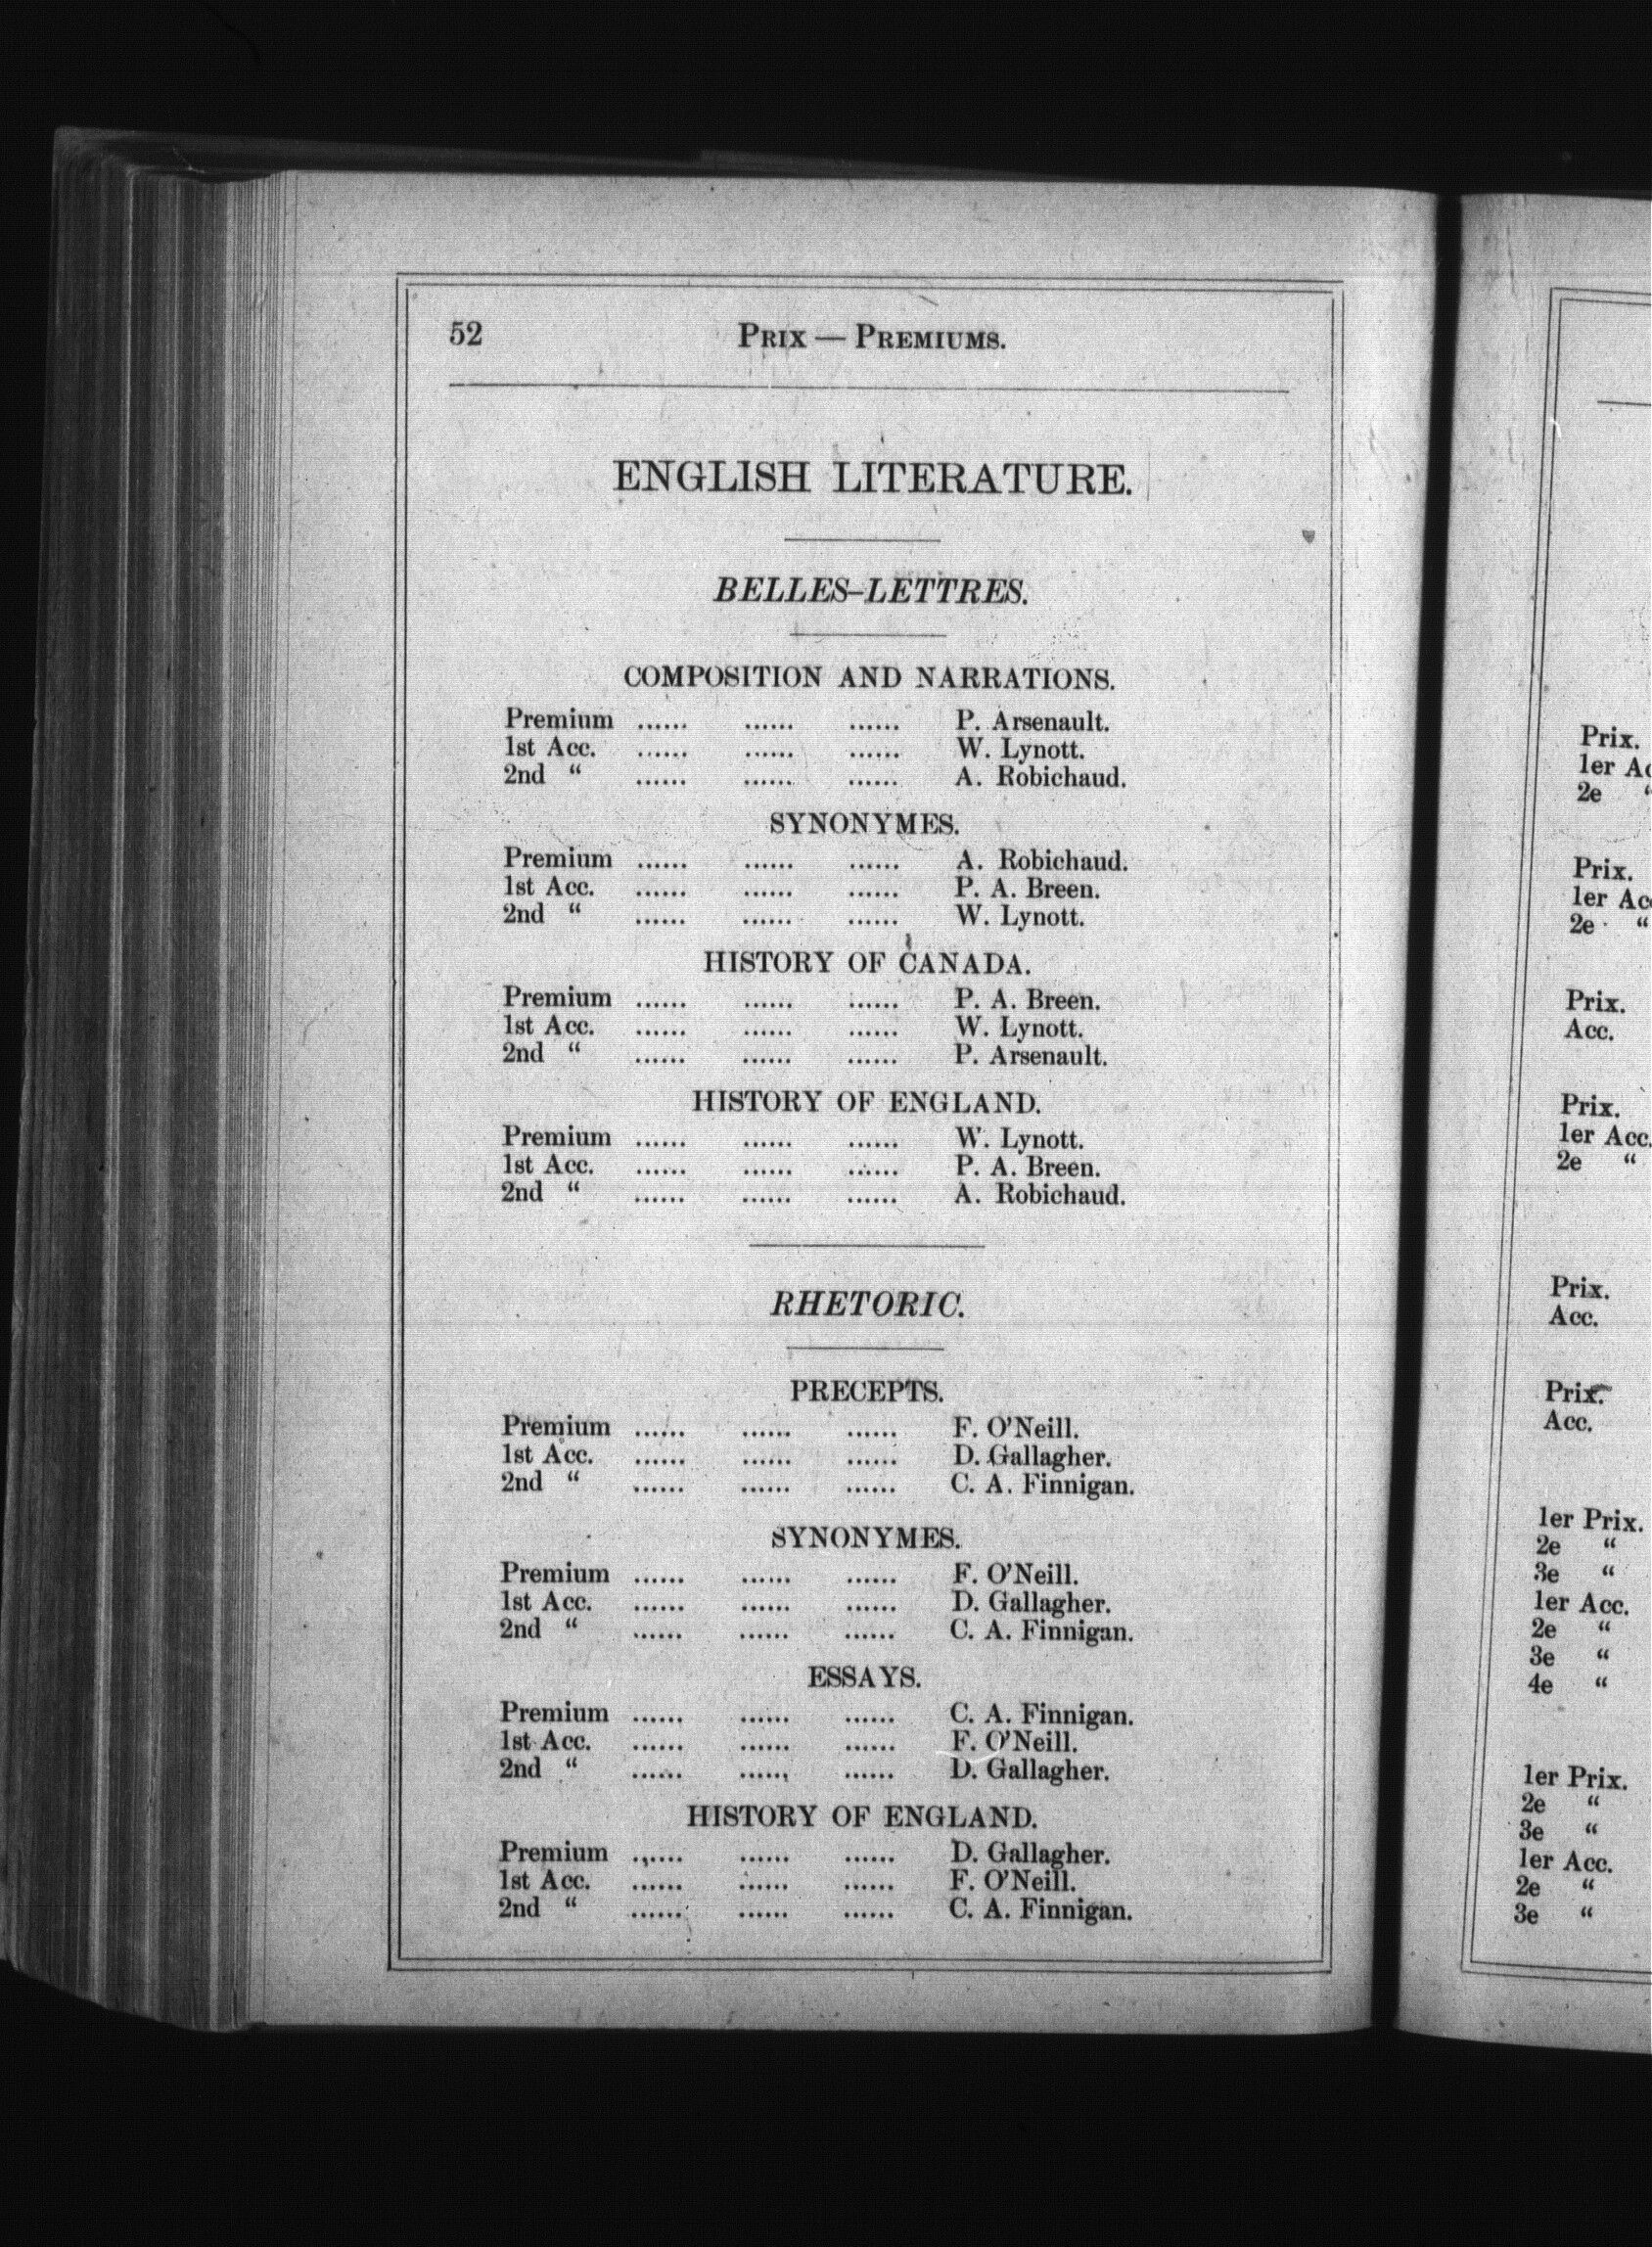 52 PRIX — PREMIUMS.
ENGLISH LITERATURE.
BELLES-LETTRES.
COMPOSITION AND NARRATIONS.
Premium ...... ...... ...... P. Arsenault.
1st Acc. ...... ...... ...... W. Lynott.
2nd “ ...... ...... ...... A. Robichaud.
SYNONYMES.
Premium ...... ...... ...... A. Robichaud.
1st Acc. ...... ...... ...... P. A. Breen.
2nd “ ...... ...... ...... W. Lynott.
HISTORY OF CANADA.
Premium ...... ...... ...... P. A. Breen.
1st Acc. ...... ...... ...... W. Lynott.
2nd “ ...... ...... ...... P. Arsenault.
HISTORY OF ENGLAND.
Premium ...... ...... ...... W. Lynott.
1st Acc. ...... ...... ...... P. A. Breen.
2nd “ ...... ...... ...... A. Robichaud.
RHETORIC.
PRECEPTS.
Premium ...... ...... ...... F. O'Neill.
1st Acc. ...... ...... ...... D. Gallagher.
2nd “ ...... ...... ...... C. A. Finnigan.
SYNONYMES.
Premium ...... ...... ...... F. O'Neill.
1st Acc. ...... ...... ...... D. Gallagher.
2nd “ ...... ...... ...... C. A. Finnigan.
ESSAYS.
Premium ...... ...... ...... C. A. Finnigan.
1st Acc. ...... ...... ...... F. O'Neill.
2nd “ ...... ...... ...... D. Gallagher.
HISTORY OF ENGLAND.
Premium ...... ...... ...... D. Gallagher.
1st Acc. ...... ...... ...... F. O'Neill.
2nd “ ...... ...... ...... C. A. Finnigan.
Prix.
1er Ac
2e “
Prix.
1er Ac
2e “
Prix.
Acc.
Prix.
1er Acc.
2e “
Prix.
Acc.
Prix.
Acc.
1er Prix.
2e “
3e “
1er Acc.
2e “
3e “
4e “
1er Prix.
2e “
3e “
1er Acc.
2e “
3e “